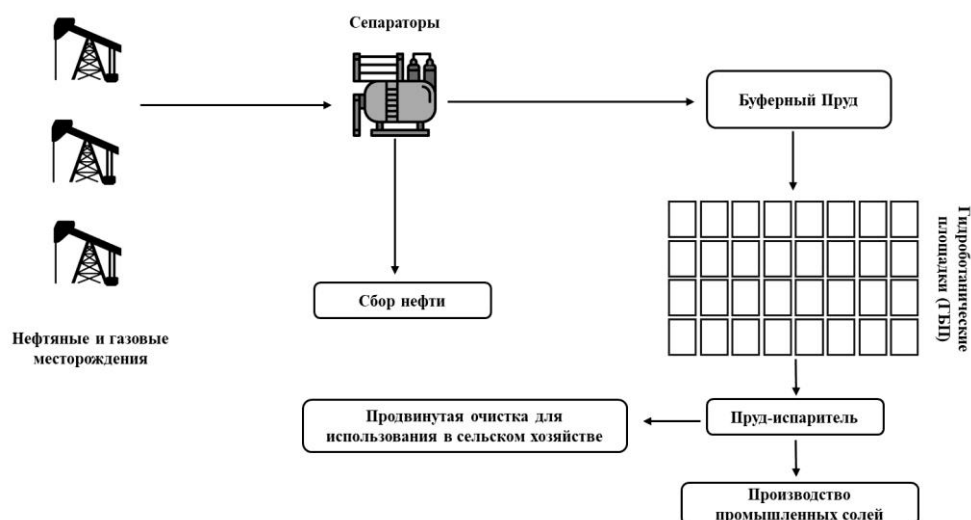 Сепараторы
Буферный Пруд
Гидроботанические
площадки (ГБП)
Сбор нефти
Нефтяные и газовые
месторождения
Продвинутая очистка для
использования в сельском хозяйстве
Пруд-испаритель
Производство
промышленных солей